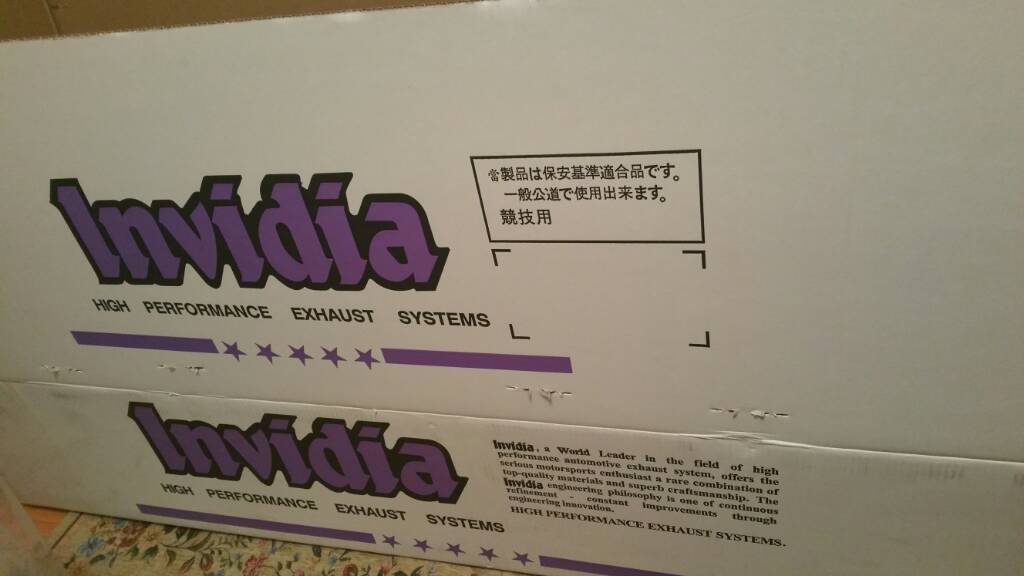 Invidia
HIGH PERFORMANCE EXHAUST SYSTEMS
當製品は保安基準適合品です。
一般公道で使用出来ます。
競技用
Invidia
HIGH PERFORMANCE EXHAUST SYSTEMS
Invidia, a World Leader in the field of high
performance automotive exhaust system, offers the
serious motorsports enthusiast a rare combination of
top-quality materials and superb craftsmanship. The
Invidia engineering philosophy is one of continuous
refinement - constant improvements through
engineering innovation.
HIGH PERFORMANCE EXHAUST SYSTEMS.